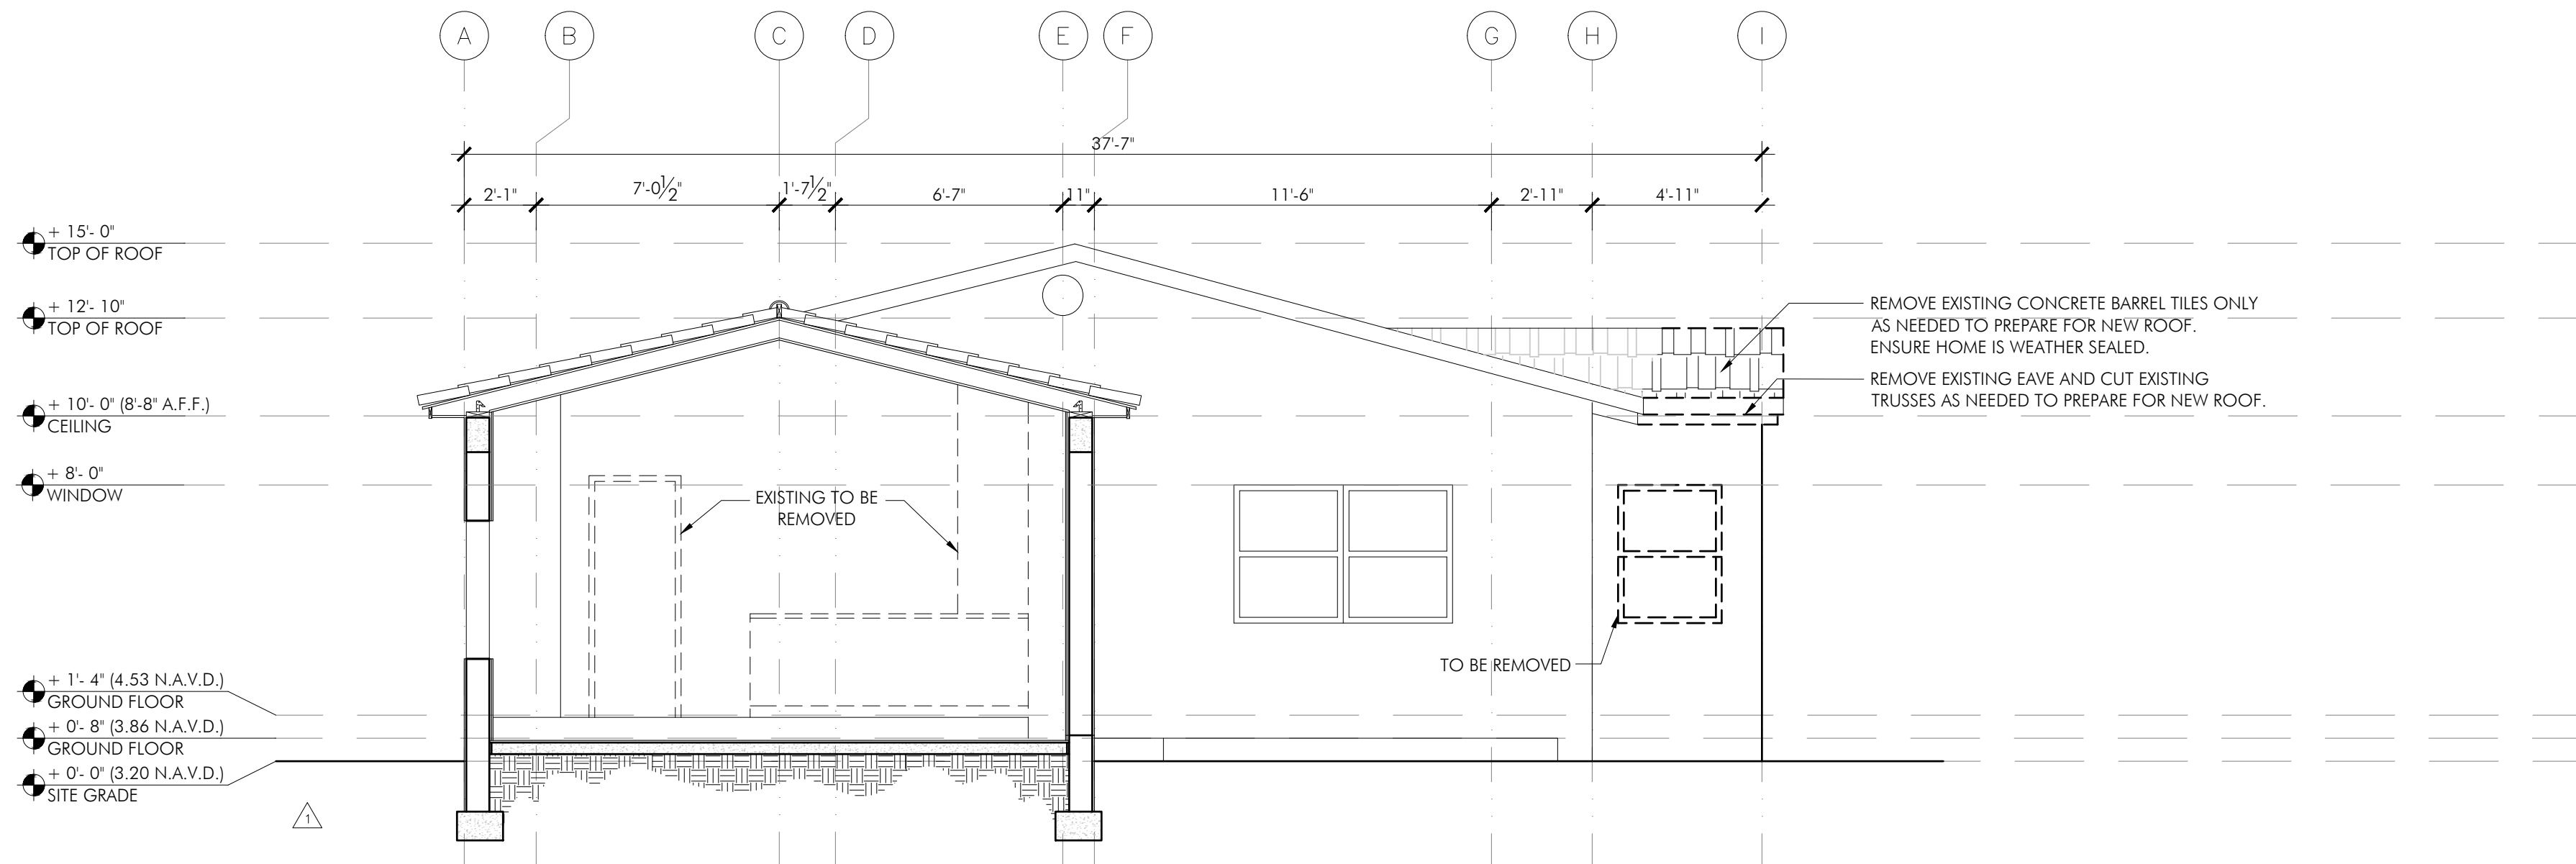 A B C D E F G H I
37'-7"
2'-1" 7'-0½" 1'-7½" 6'-7" 11" 11'-6" 2'-11" 4'-11"
+ 15'- 0"
TOP OF ROOF
+ 12'- 10"
TOP OF ROOF
+ 10'- 0" (8'-8" A.F.F.)
CEILING
+ 8'- 0"
WINDOW
+ 1'- 4" (4.53 N.A.V.D.)
GROUND FLOOR
+ 0'- 8" (3.86 N.A.V.D.)
GROUND FLOOR
+ 0'- 0" (3.20 N.A.V.D.)
SITE GRADE
1
EXISTING TO BE
REMOVED
TO BE REMOVED
REMOVE EXISTING CONCRETE BARREL TILES ONLY
AS NEEDED TO PREPARE FOR NEW ROOF.
ENSURE HOME IS WEATHER SEALED.
REMOVE EXISTING EAVE AND CUT EXISTING
TRUSSES AS NEEDED TO PREPARE FOR NEW ROOF.